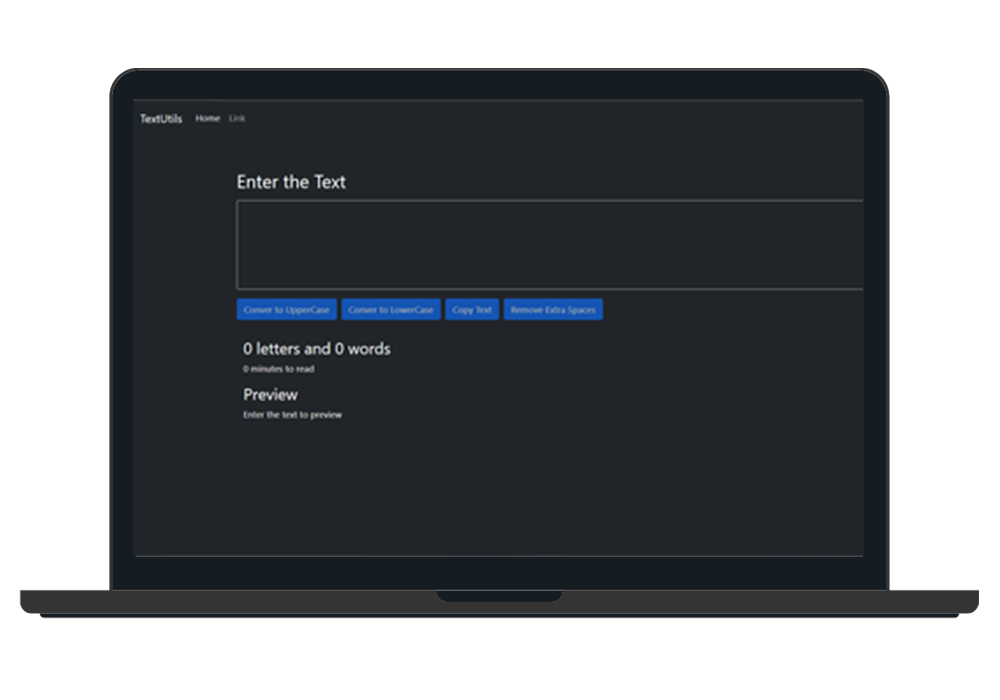 TextUtils Home Link
Enter the Text
Conver to UpperCase Conver to LowerCase Copy Text Remove Extra Spaces
0 letters and 0 words
0 minutes to read
Preview
Enter the text to preview